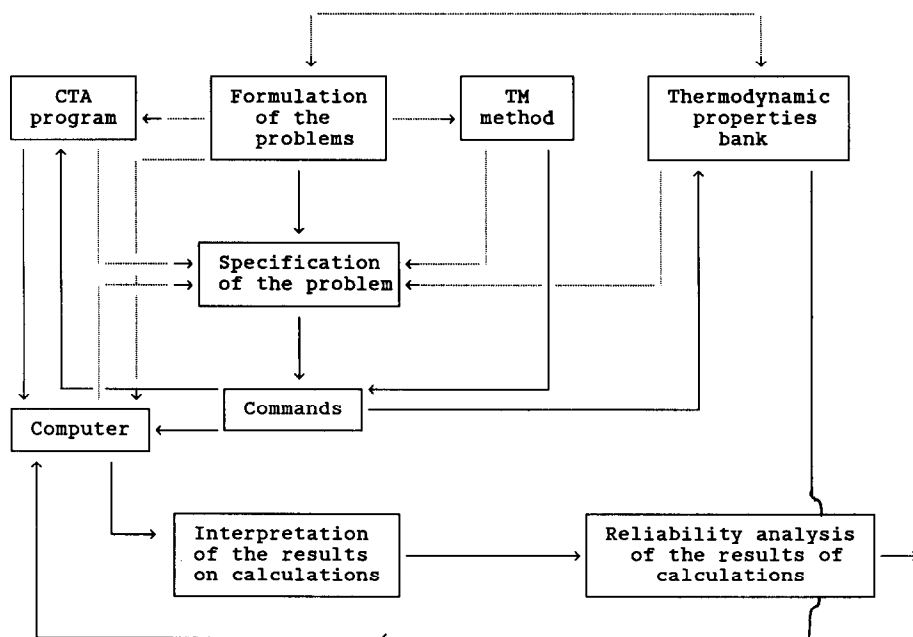 CTA
program
Formulation
of the
problems
TM
method
Thermodynamic
properties
bank
Specification
of the problem
Commands
Computer
Interpretation
of the results
on calculations
Reliability analysis
of the results of
calculations